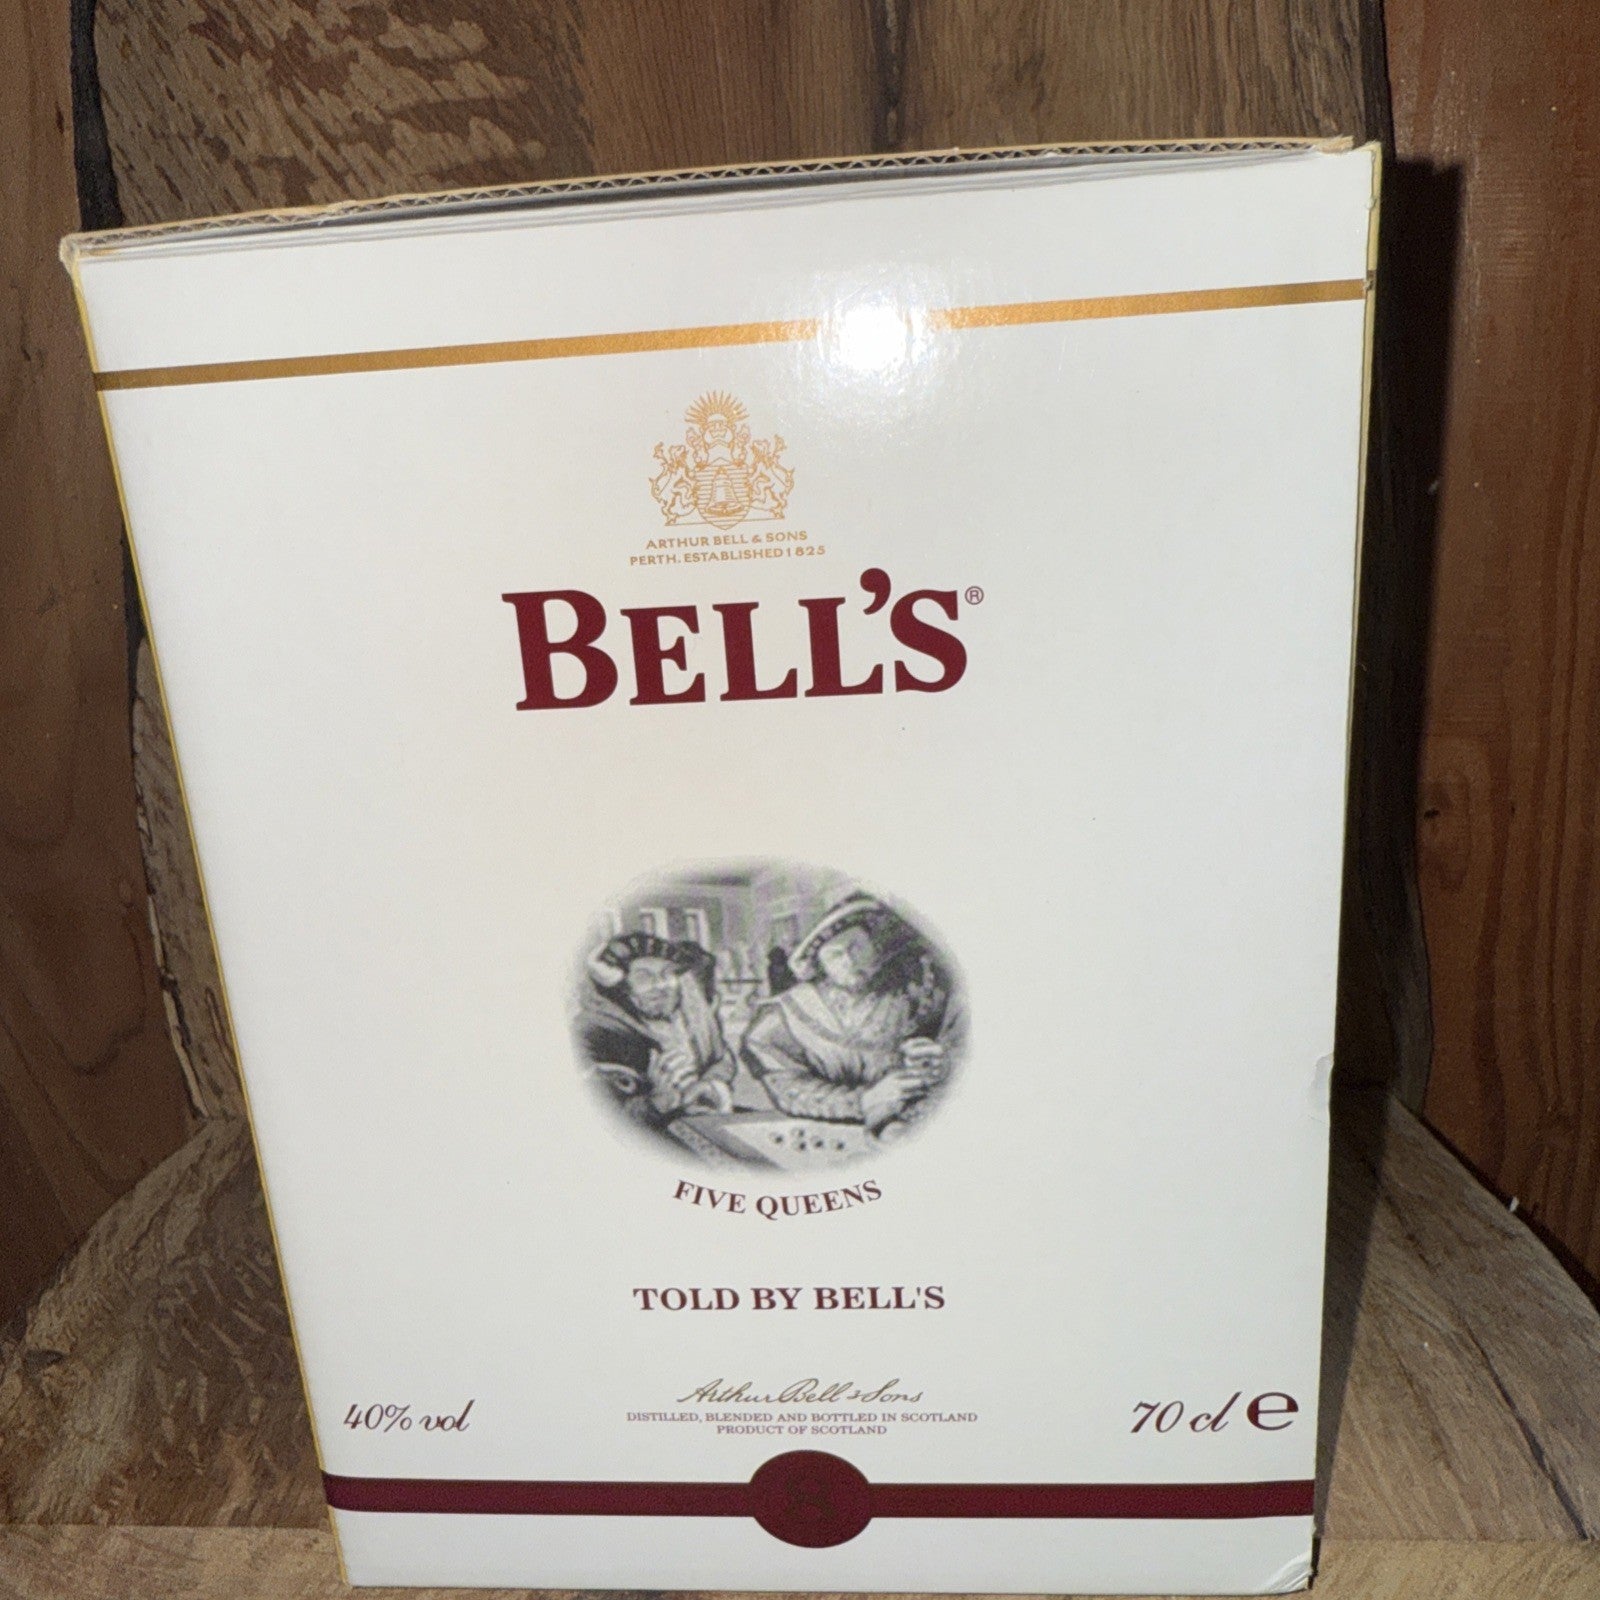 ARTHUR BELL & SONS
PERTH. ESTABLISHED 1825
BELL'S®
FIVE QUEENS
TOLD BY BELL'S
40% vol
Arthur Bell & Sons
DISTILLED, BLENDED AND BOTTLED IN SCOTLAND
PRODUCT OF SCOTLAND
70 cl e